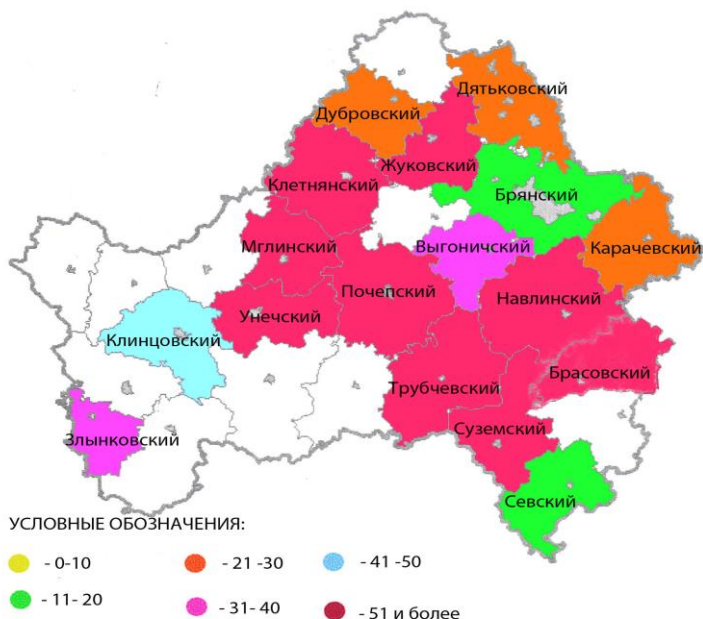 Дятьковский
Дубровский
Жуковский
Клетнянский
Брянский
Мглинский
Выгоничский
Карачевский
Почепский
Навлинский
Унечский
Клинцовский
Брасовский
Трубчевский
Суземский
Злынковский
Севский
УСЛОВНЫЕ ОБОЗНАЧЕНИЯ:
- 0-10
- 21 -30
- 41 -50
- 11- 20
- 31- 40
- 51 и более